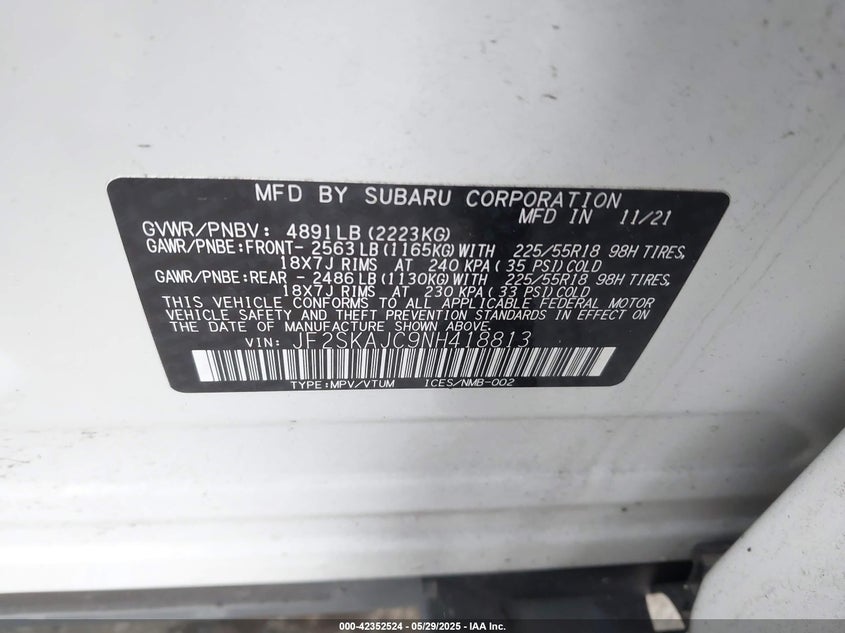 MFD BY SUBARU CORPORATION
MFD IN 11/21
GVWR/PNBV: 4891LB(2223KG)
GAWR/PNBE:FRONT- 2563LB(1165KG)WITH 225/55R18 98H TIRES,
18X7J RIMS AT 240 KPA(35 PSI)COLD
GAWR/PNBE:REAR - 2486LB(1130KG)WITH 225/55R18 98H TIRES,
18X7J RIMS AT 230 KPA(33 PSI)COLD
THIS VEHICLE CONFORMS TO ALL APPLICABLE FEDERAL MOTOR
VEHICLE SAFETY AND THEFT PREVENTION STANDARDS IN EFFECT ON
THE DATE OF MANUFACTURE SHOWN ABOVE.
VIN: JF2SKAJC9NH418813
TYPE:MPV/VTUM ICES/NMB-002
000-42352524 - 05/29/2025 - IAA Inc.